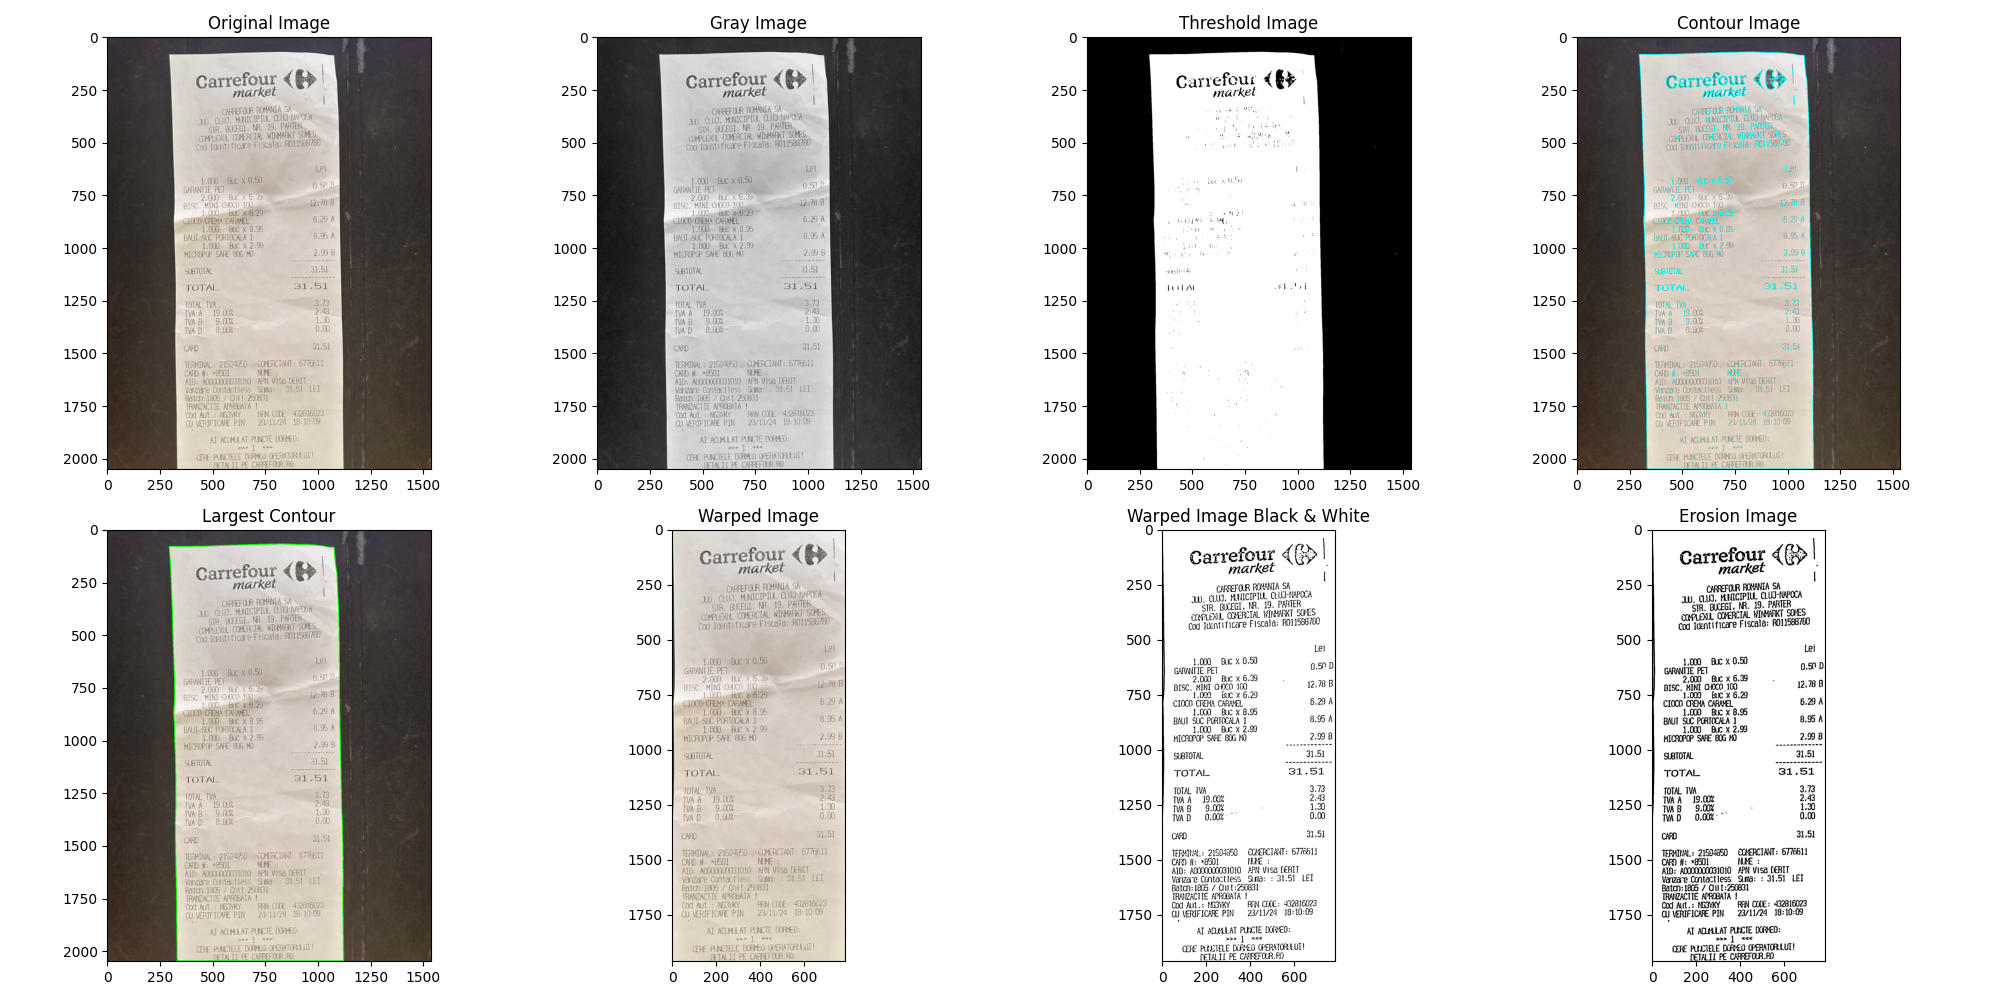 Original Image
Gray Image
Threshold Image
Contour Image
Largest Contour
Warped Image
Warped Image Black & White
Erosion Image
0
250
500
750
1000
1250
1500
1750
2000
0 250 500 750 1000 1250 1500
0 200 400 600
Carrefour
market
CARREFOUR ROMANIA SA
JUD. CLUJ, MUNICIPIUL CLUJ-NAPOCA
STR. BUCEGI, NR. 19, PARTER
COMPLEXUL COMERCIAL WINMARKT SOMES
Cod Identificare Fiscala: RO11588780
Lei
1.000 Buc x 0.50
GARANTIE PET 0.50 D
2.000 Buc x 6.39
BISC. MINI CHOCO 100 12.78 B
1.000 Buc x 6.29
CIOCO CREMA CARAMEL 6.29 A
1.000 Buc x 8.95
BAUT SUC PORTOCALA 1 8.95 A
1.000 Buc x 2.99
MICROPOP SARE 80G MO 2.99 B
SUBTOTAL 31.51
TOTAL 31.51
TOTAL TVA 3.73
TVA A 19.00% 2.43
TVA B 9.00% 1.30
TVA D 0.00% 0.00
CARD 31.51
TERMINAL: 21504850 COMERCIANT: 6776611
CARD #: *8501 NUME :
AID: A0000000031010 APN Visa DEBIT
Vanzare Contactless Suma: : 31.51 LEI
Batch:1805 / Chit:250831
TRANZACTIE APROBATA !
Cod Aut.: NG3YKY RRN CODE: 432816023
CU VERIFICARE PIN 23/11/24 18:10:09
AI ACUMULAT PUNCTE DORMEO:
>>> 1 <<<
CERE PUNCTELE DORMEO OPERATORULUI!
DETALII PE CARREFOUR.RO